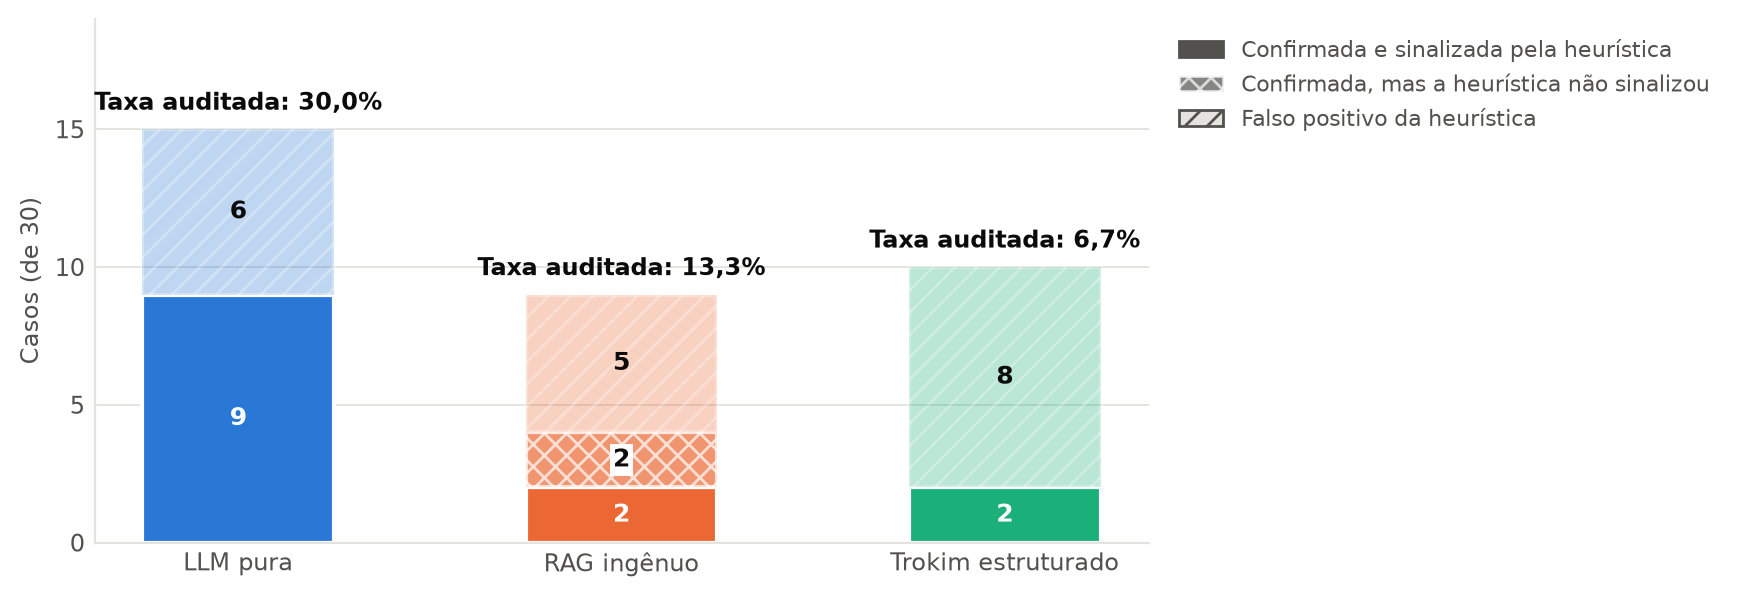 Confirmada e sinalizada pela heurística
Confirmada, mas a heurística não sinalizou
Falso positivo da heurística
Taxa auditada: 30,0%
Taxa auditada: 13,3%
Taxa auditada: 6,7%
Casos (de 30)
15
10
5
0
6
9
5
2
2
8
2
LLM pura
RAG ingênuo
Trokim estruturado